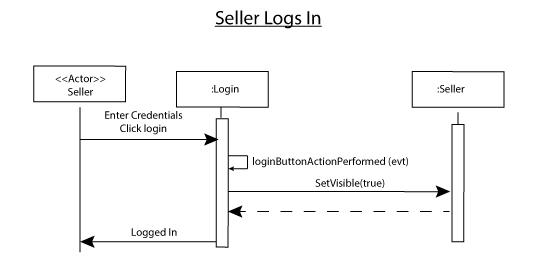 Seller Logs In
<<Actor>>
Seller
:Login
:Seller
Enter Credentials
Click login
loginButtonActionPerformed (evt)
SetVisible(true)
Logged In